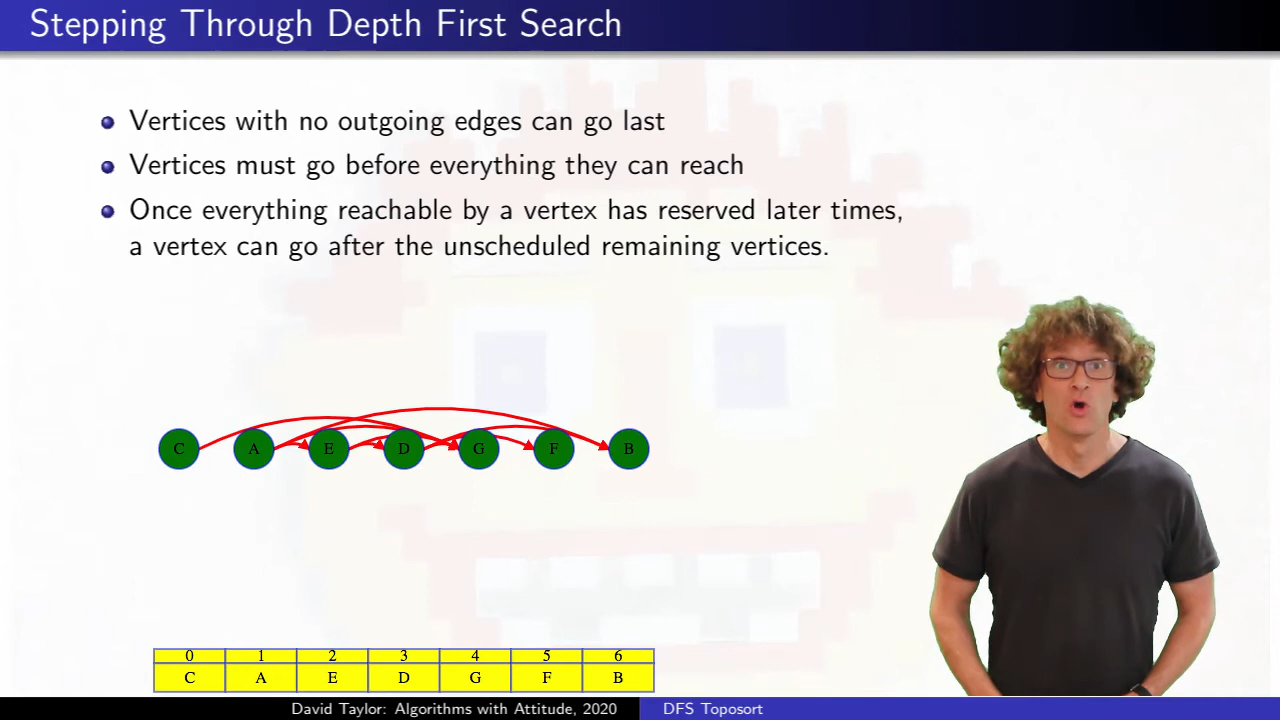 Stepping Through Depth First Search
Vertices with no outgoing edges can go last
Vertices must go before everything they can reach
Once everything reachable by a vertex has reserved later times,
a vertex can go after the unscheduled remaining vertices.
C A E D G F B
0 1 2 3 4 5 6
C A E D G F B
David Taylor: Algorithms with Attitude, 2020 DFS Toposort